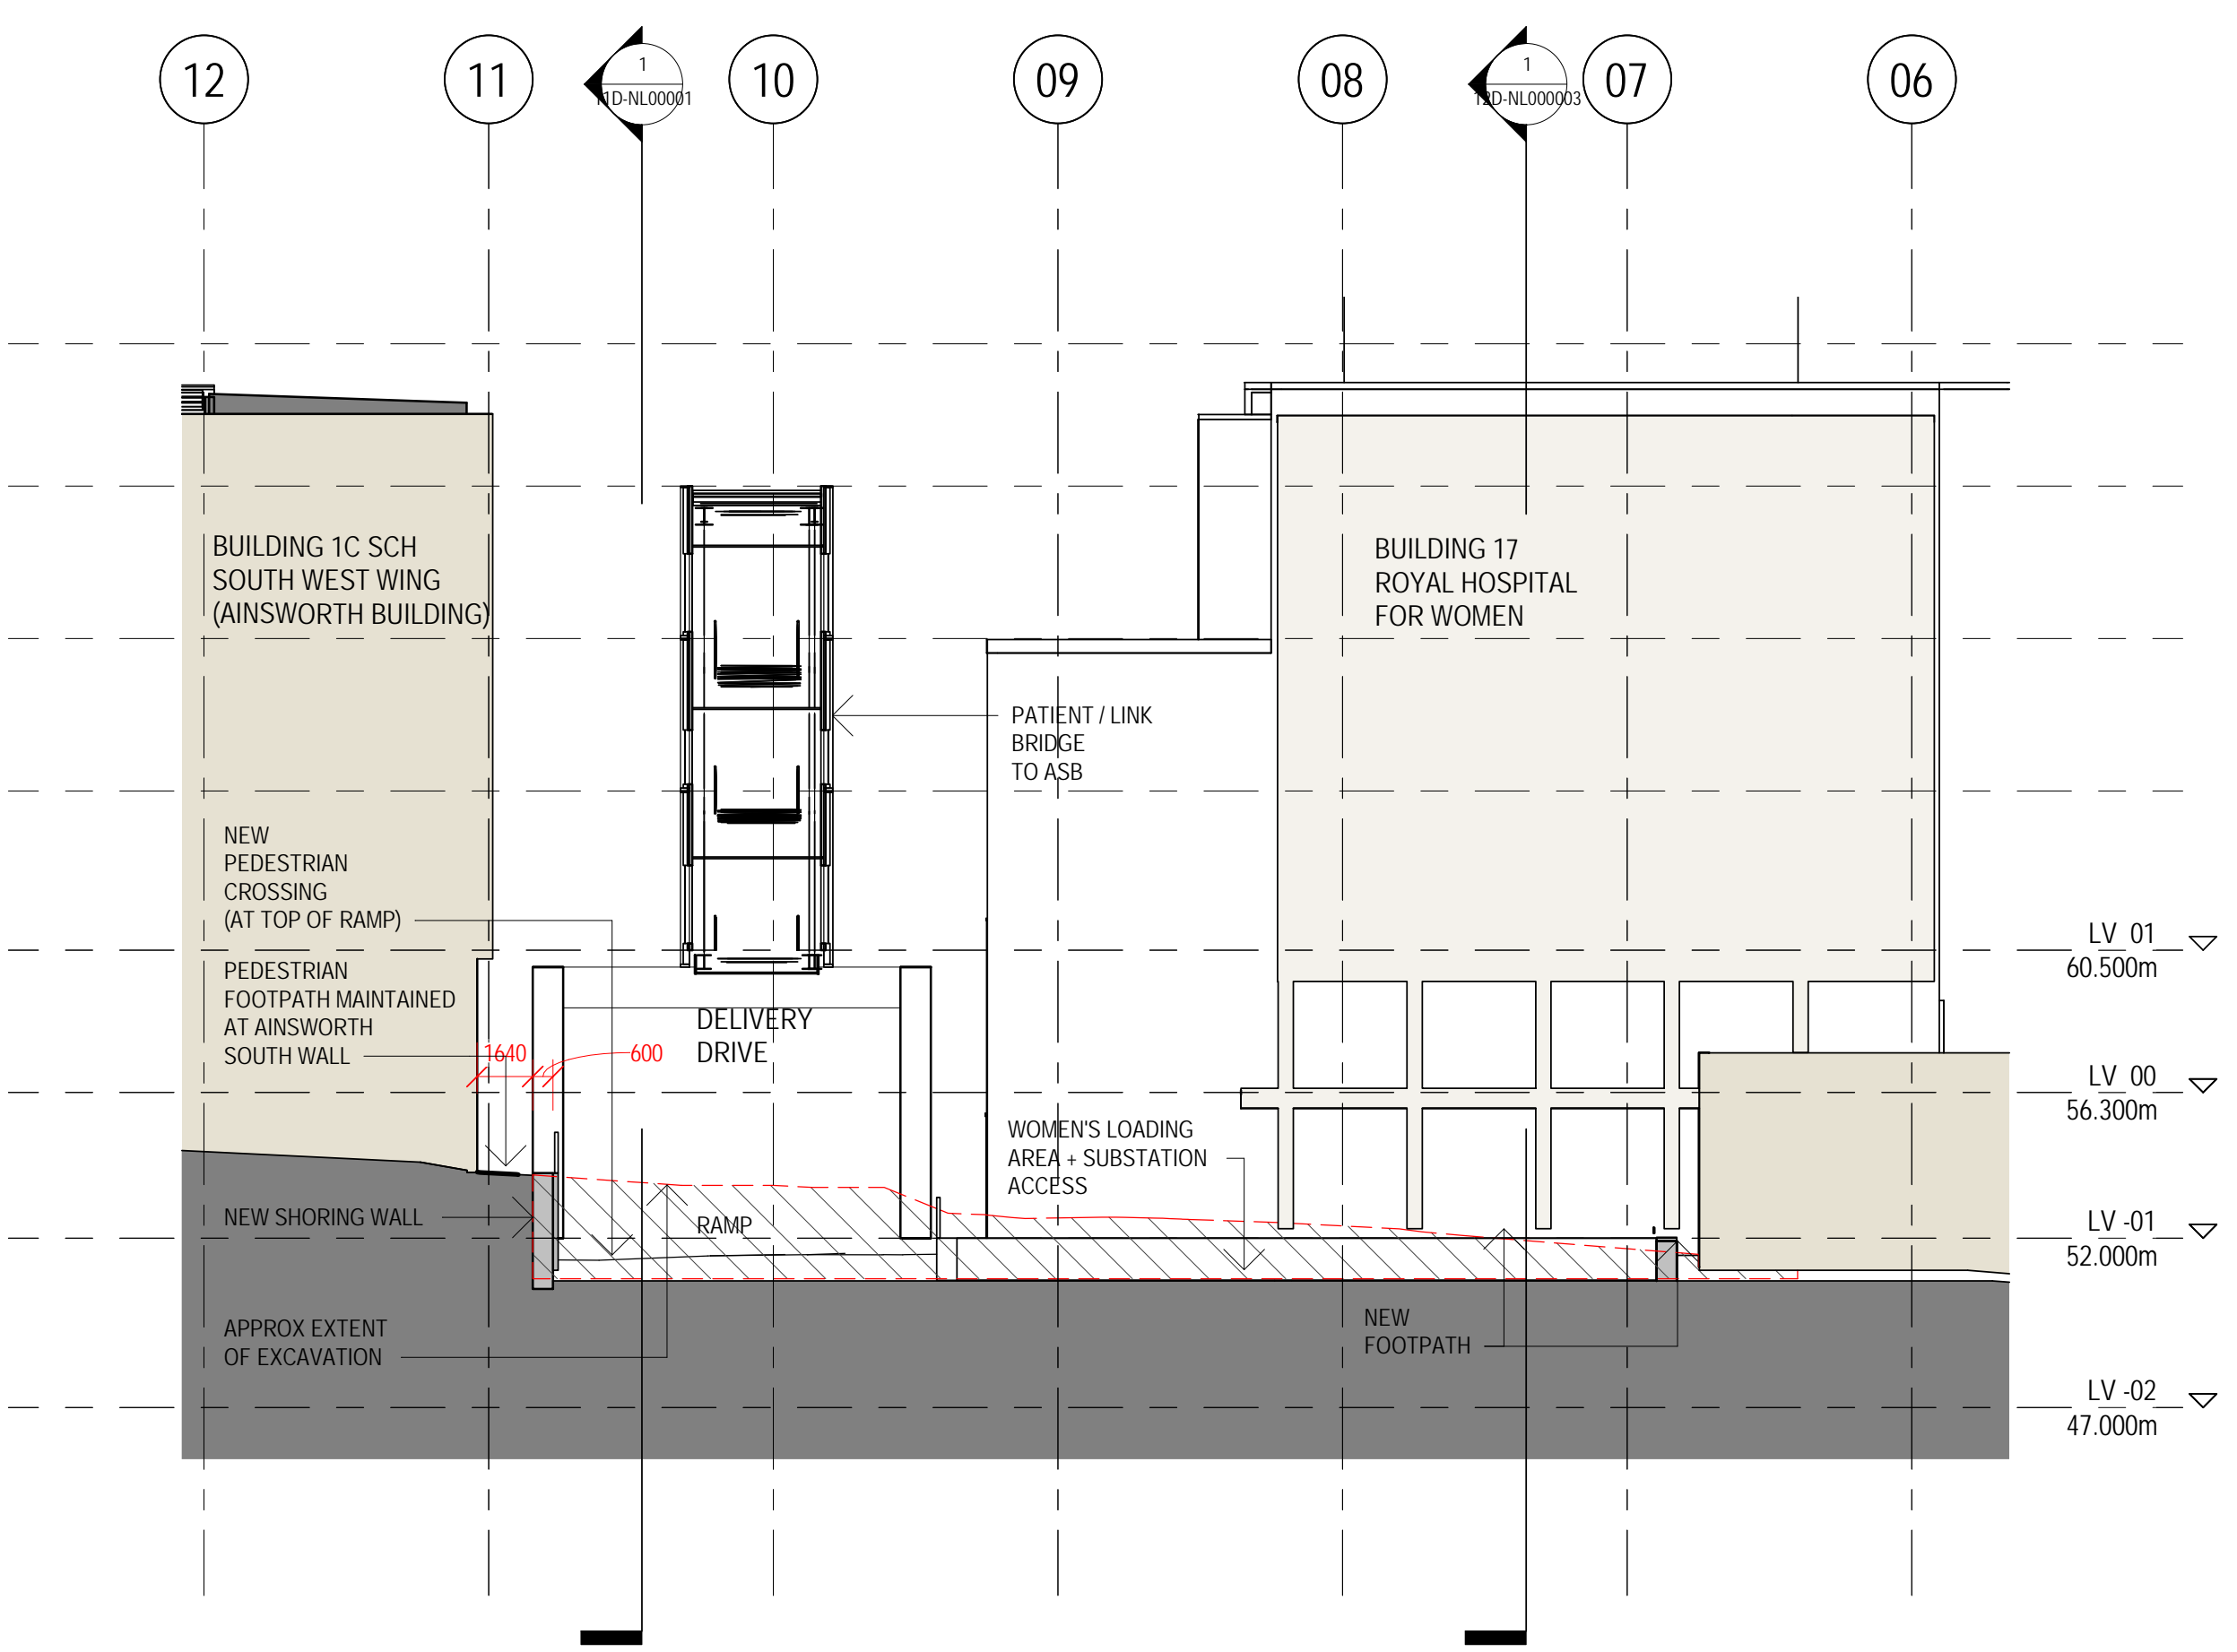 12
11
1
11D-NL00001
10
09
08
1
12D-NL000003
07
06
BUILDING 1C SCH
SOUTH WEST WING
(AINSWORTH BUILDING)
BUILDING 17
ROYAL HOSPITAL
FOR WOMEN
PATIENT / LINK
BRIDGE
TO ASB
NEW
PEDESTRIAN
CROSSING
(AT TOP OF RAMP)
PEDESTRIAN
FOOTPATH MAINTAINED
AT AINSWORTH
SOUTH WALL
1640
600
DELIVERY
DRIVE
LV 01
60.500m
LV 00
56.300m
WOMEN'S LOADING
AREA + SUBSTATION
ACCESS
NEW SHORING WALL
RAMP
LV -01
52.000m
APPROX EXTENT
OF EXCAVATION
NEW
FOOTPATH
LV -02
47.000m